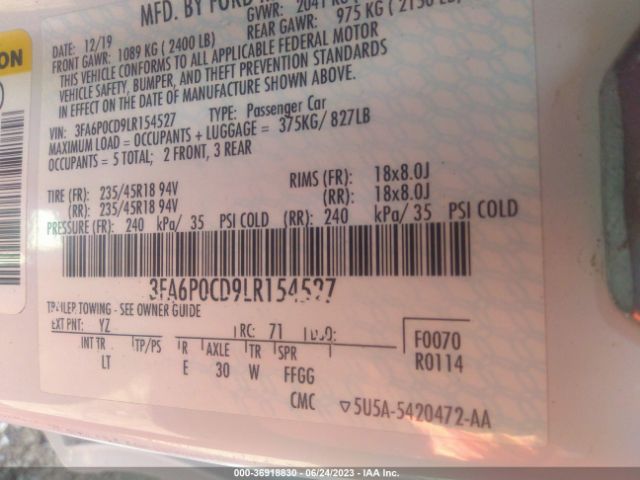 MFD. BY FORD
GVWR: 2041 KG
DATE: 12/19
FRONT GAWR: 1089 KG ( 2400 LB)
REAR GAWR: 975 KG ( 2150 LB)
THIS VEHICLE CONFORMS TO ALL APPLICABLE FEDERAL MOTOR
VEHICLE SAFETY, BUMPER, AND THEFT PREVENTION STANDARDS
IN EFFECT ON THE DATE OF MANUFACTURE SHOWN ABOVE.
VIN: 3FA6P0CD9LR154527 TYPE: Passenger Car
MAXIMUM LOAD = OCCUPANTS + LUGGAGE = 375KG/ 827LB
OCCUPANTS = 5 TOTAL; 2 FRONT, 3 REAR
TIRE (FR): 235/45R18 94V RIMS (FR): 18x8.0J
(RR): 235/45R18 94V (RR): 18x8.0J
PRESSURE (FR): 240 kPa/ 35 PSI COLD (RR): 240 kPa/ 35 PSI COLD
3FA6P0CD9LR154527
TRAILER TOWING - SEE OWNER GUIDE
EXT PNT: YZ RC: 71 DSO: F0070
INT TR TP/PS R AXLE TR SPR R0114
LT E 30 W FFGG
CMC ▽5U5A-5420472-AA
000-36918830 - 06/24/2023 - IAA Inc.